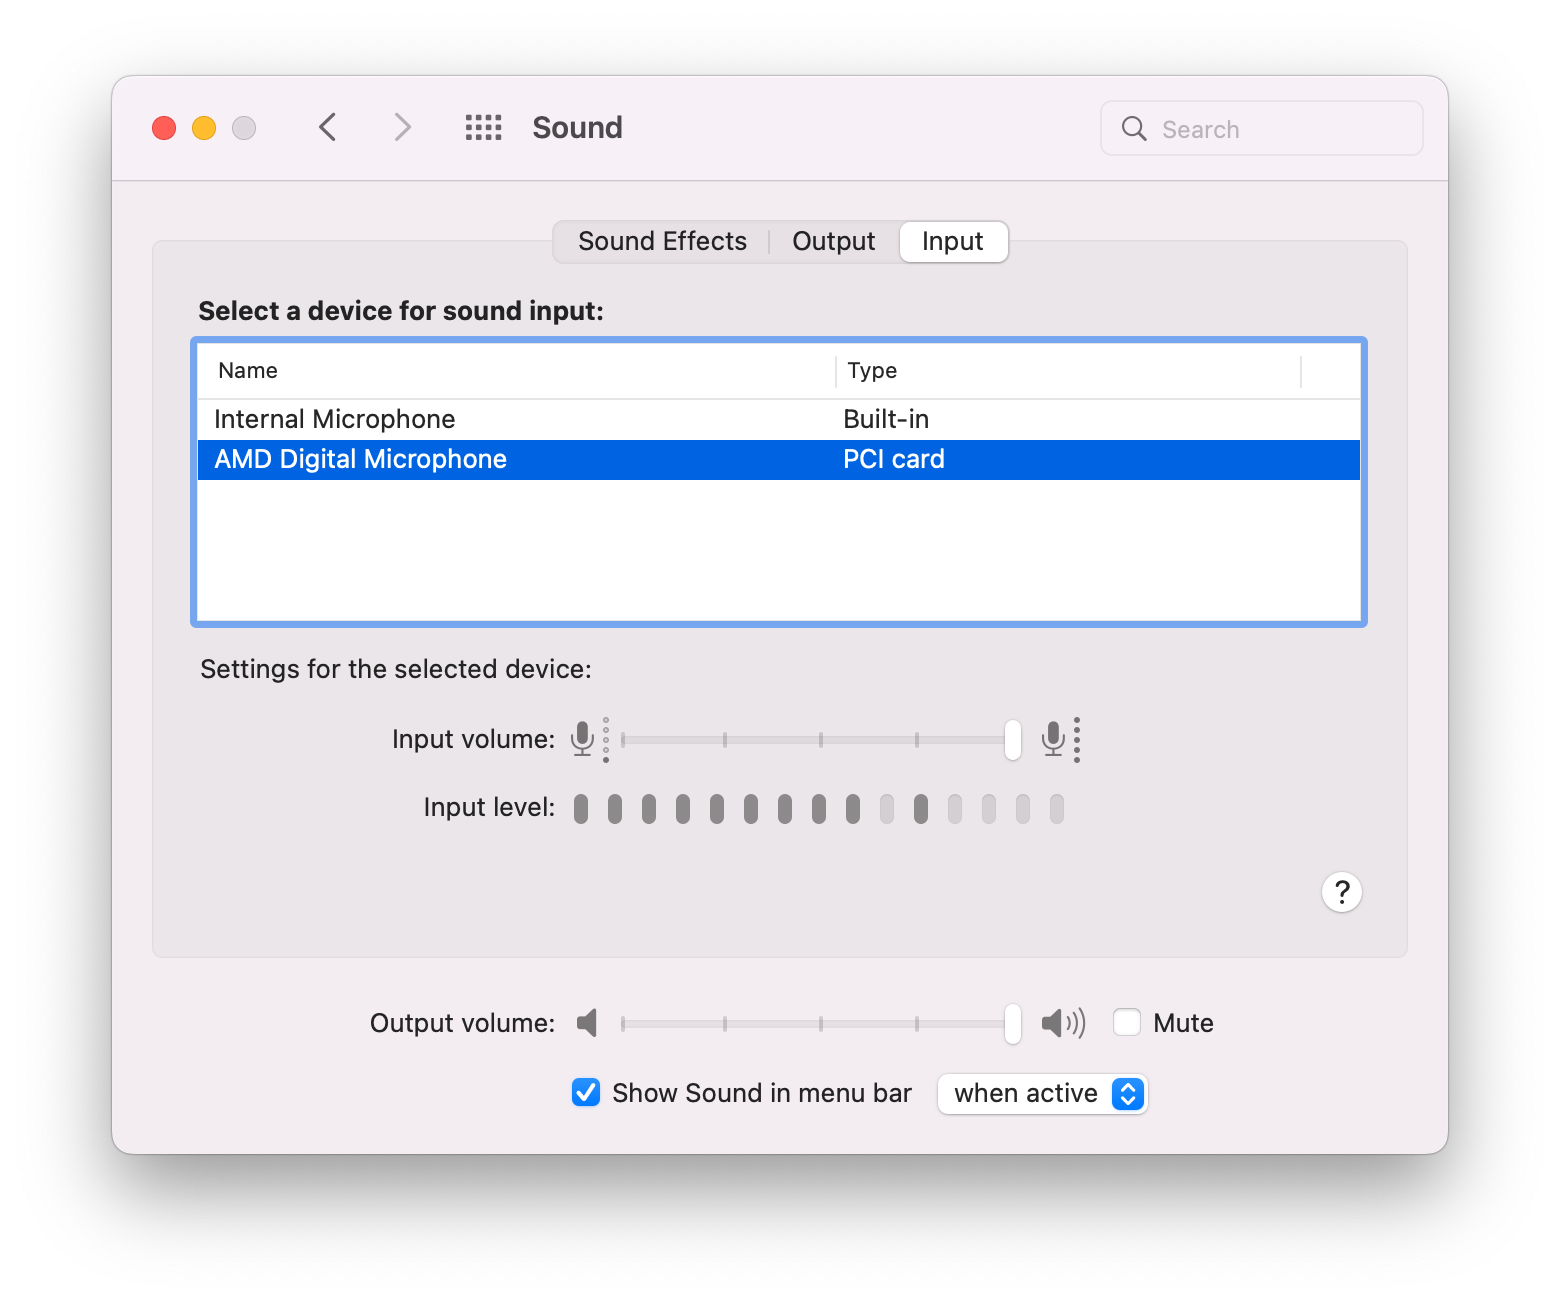 Sound
Search
Sound Effects Output Input
Select a device for sound input:
Name Type
Internal Microphone Built-in
AMD Digital Microphone PCI card
Settings for the selected device:
Input volume:
Input level:
?
Output volume: Mute
Show Sound in menu bar when active